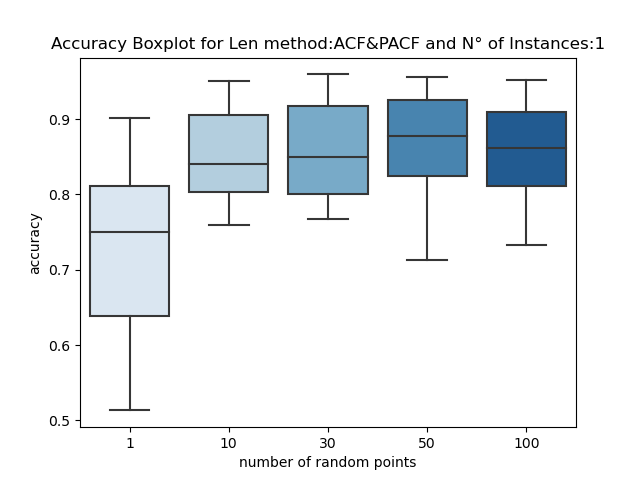 Accuracy Boxplot for Len method:ACF&PACF and N° of Instances:1
0.9
0.8
0.7
0.6
0.5
accuracy
1 10 30 50 100
number of random points